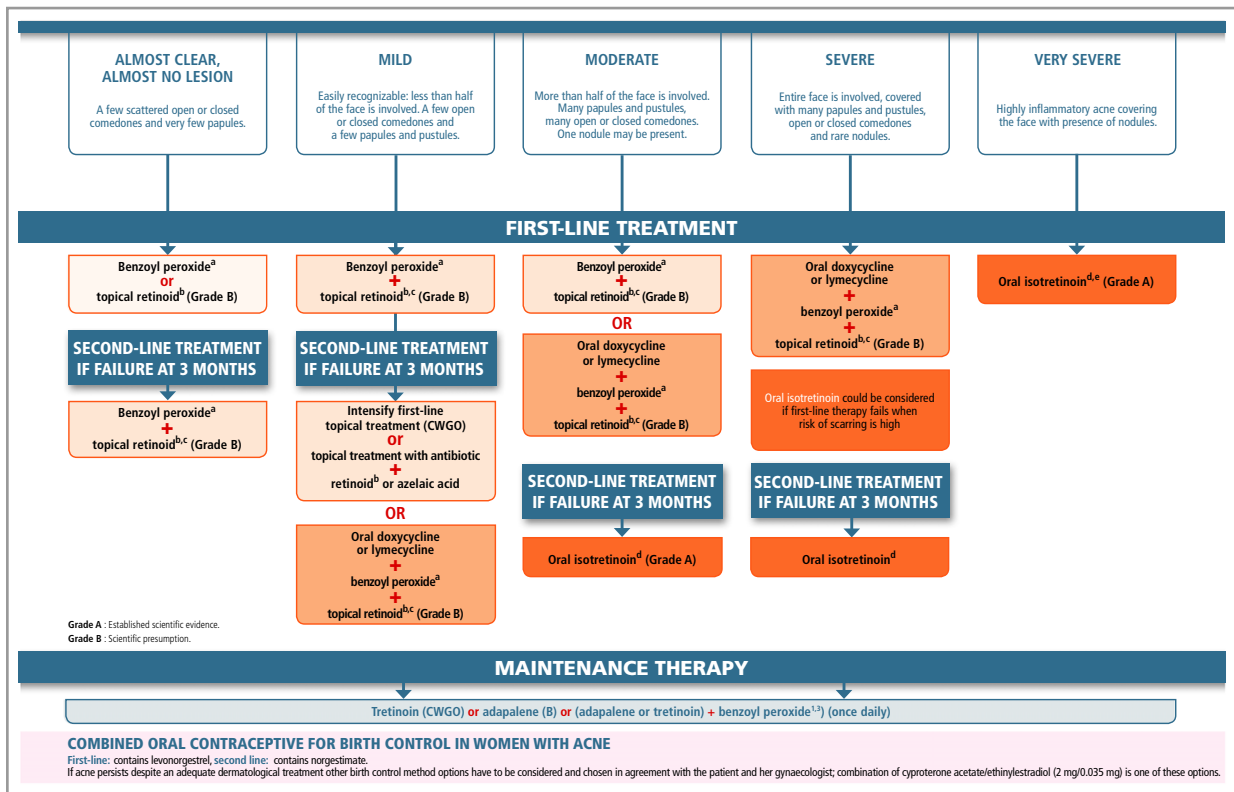 ALMOST CLEAR,
ALMOST NO LESION
A few scattered open or closed
comedones and very few papules.
MILD
Easily recognizable: less than half
of the face is involved. A few open
or closed comedones and
a few papules and pustules.
MODERATE
More than half of the face is involved.
Many papules and pustules,
many open or closed comedones.
One nodule may be present.
SEVERE
Entire face is involved, covered
with many papules and pustules,
open or closed comedones
and rare nodules.
VERY SEVERE
Highly inflammatory acne covering
the face with presence of nodules.
FIRST-LINE TREATMENT
Benzoyl peroxideᵃ
or
topical retinoidᵇ (Grade B)
SECOND-LINE TREATMENT
IF FAILURE AT 3 MONTHS
Benzoyl peroxideᵃ
+
topical retinoidᵇ,ᶜ (Grade B)
Benzoyl peroxideᵃ
+
topical retinoidᵇ,ᶜ (Grade B)
SECOND-LINE TREATMENT
IF FAILURE AT 3 MONTHS
Intensify first-line
topical treatment (CWGO)
or
topical treatment with antibiotic
+
retinoidᵇ or azelaic acid
OR
Oral doxycycline
or lymecycline
+
benzoyl peroxideᵃ
+
topical retinoidᵇ,ᶜ (Grade B)
Benzoyl peroxideᵃ
+
topical retinoidᵇ,ᶜ (Grade B)
OR
Oral doxycycline
or lymecycline
+
benzoyl peroxideᵃ
+
topical retinoidᵇ,ᶜ (Grade B)
SECOND-LINE TREATMENT
IF FAILURE AT 3 MONTHS
Oral isotretinoinᵈ (Grade A)
Oral doxycycline
or lymecycline
+
benzoyl peroxideᵃ
+
topical retinoidᵇ,ᶜ (Grade B)
Oral isotretinoin could be considered
if first-line therapy fails when
risk of scarring is high
SECOND-LINE TREATMENT
IF FAILURE AT 3 MONTHS
Oral isotretinoinᵈ
Oral isotretinoinᵈ,ᵉ (Grade A)
Grade A : Established scientific evidence.
Grade B : Scientific presumption.
MAINTENANCE THERAPY
Tretinoin (CWGO) or adapalene (B) or (adapalene or tretinoin) + benzoyl peroxide¹,³) (once daily)
COMBINED ORAL CONTRACEPTIVE FOR BIRTH CONTROL IN WOMEN WITH ACNE
First-line: contains levonorgestrel, second line: contains norgestimate.
If acne persists despite an adequate dermatological treatment other birth control method options have to be considered and chosen in agreement with the patient and her gynaecologist; combination of cyproterone acetate/ethinylestradiol (2 mg/0.035 mg) is one of these options.